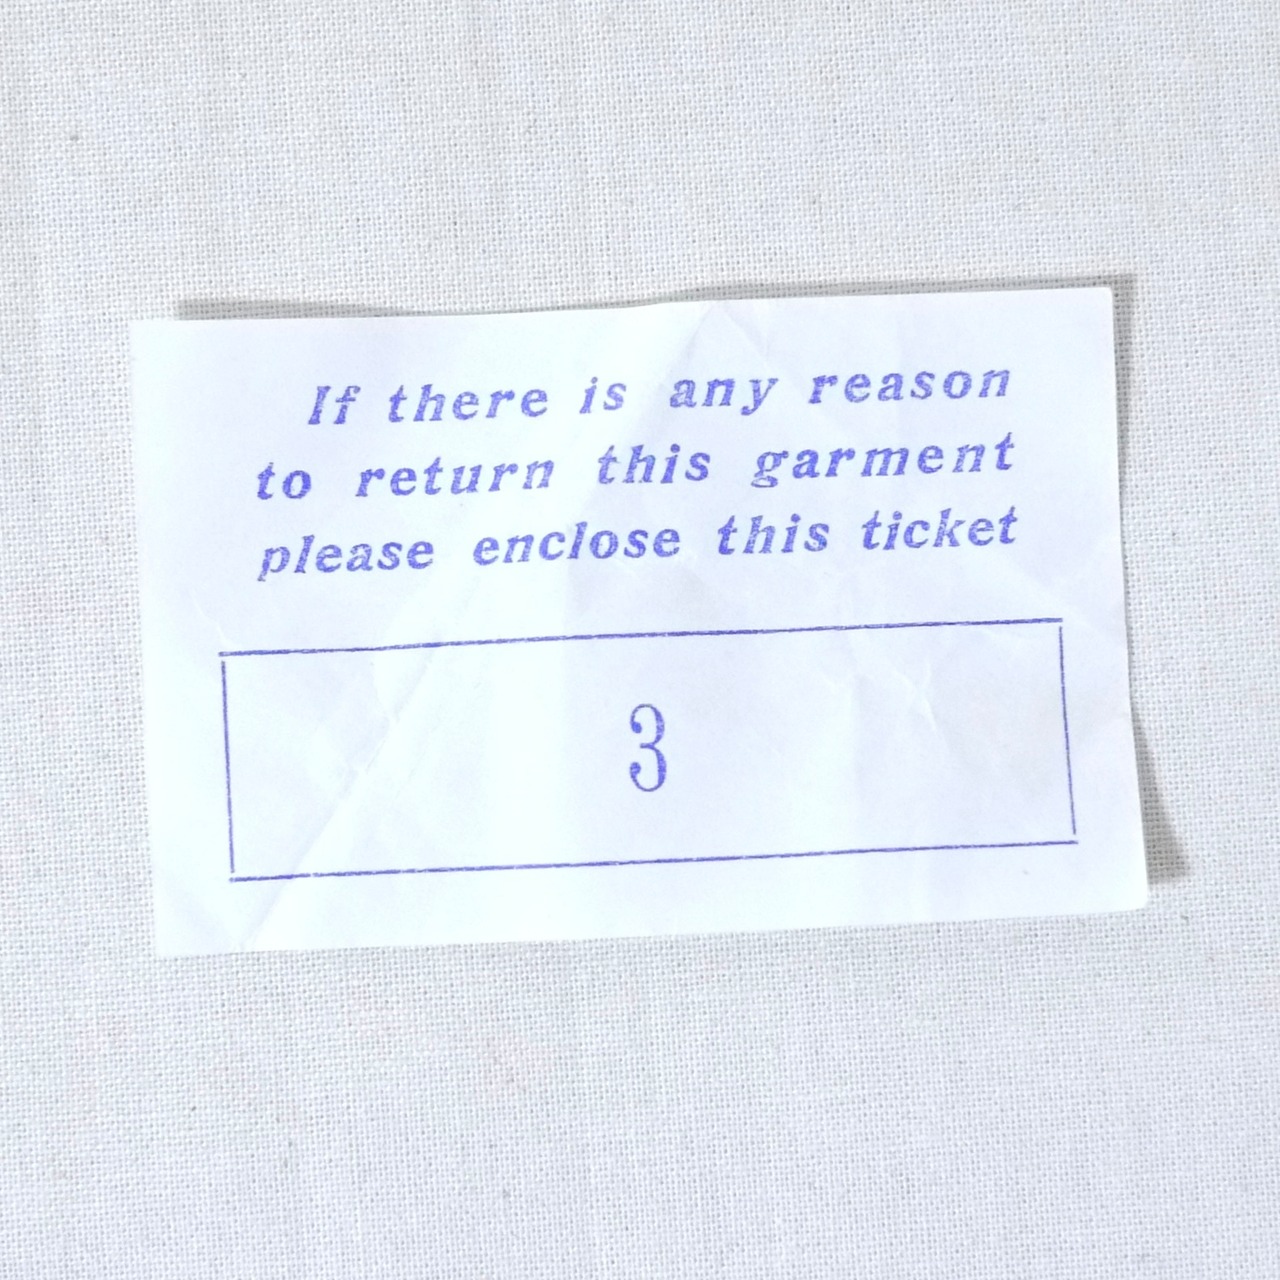 If there is any reason
to return this garment
please enclose this ticket
3